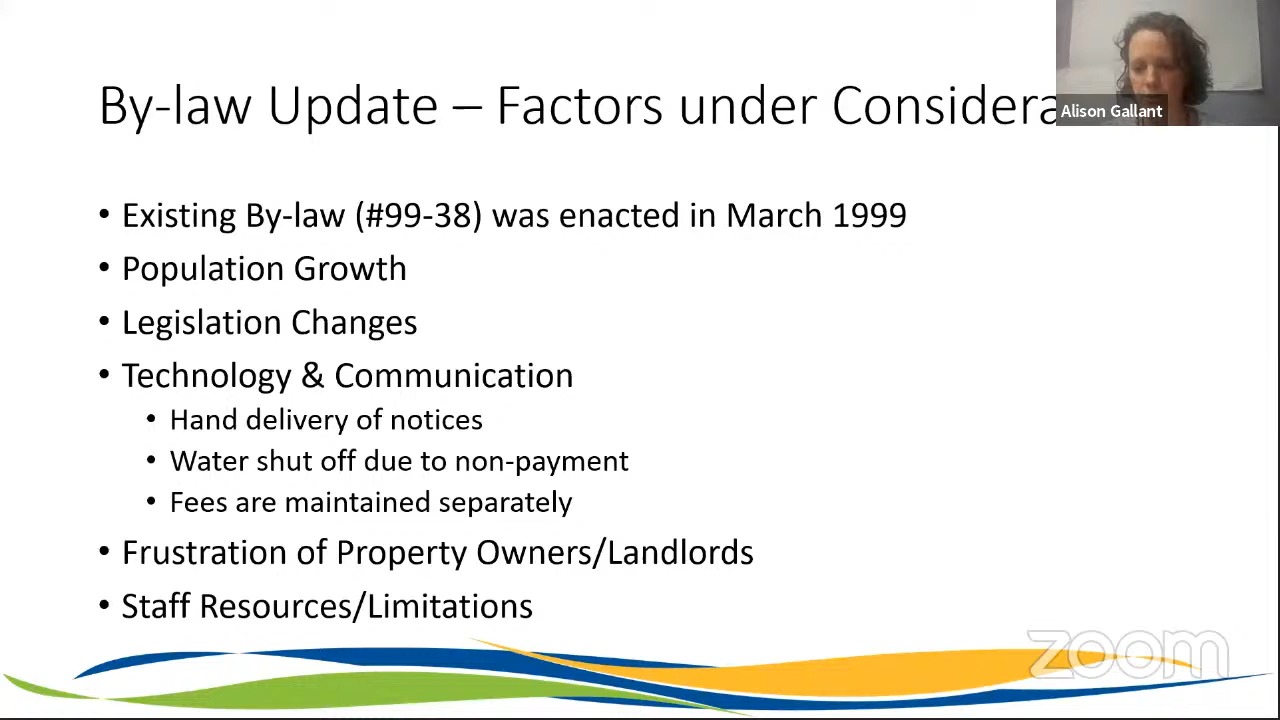 By-law Update – Factors under Considera
Alison Gallant
• Existing By-law (#99-38) was enacted in March 1999
• Population Growth
• Legislation Changes
• Technology & Communication
• Hand delivery of notices
• Water shut off due to non-payment
• Fees are maintained separately
• Frustration of Property Owners/Landlords
• Staff Resources/Limitations
zoom